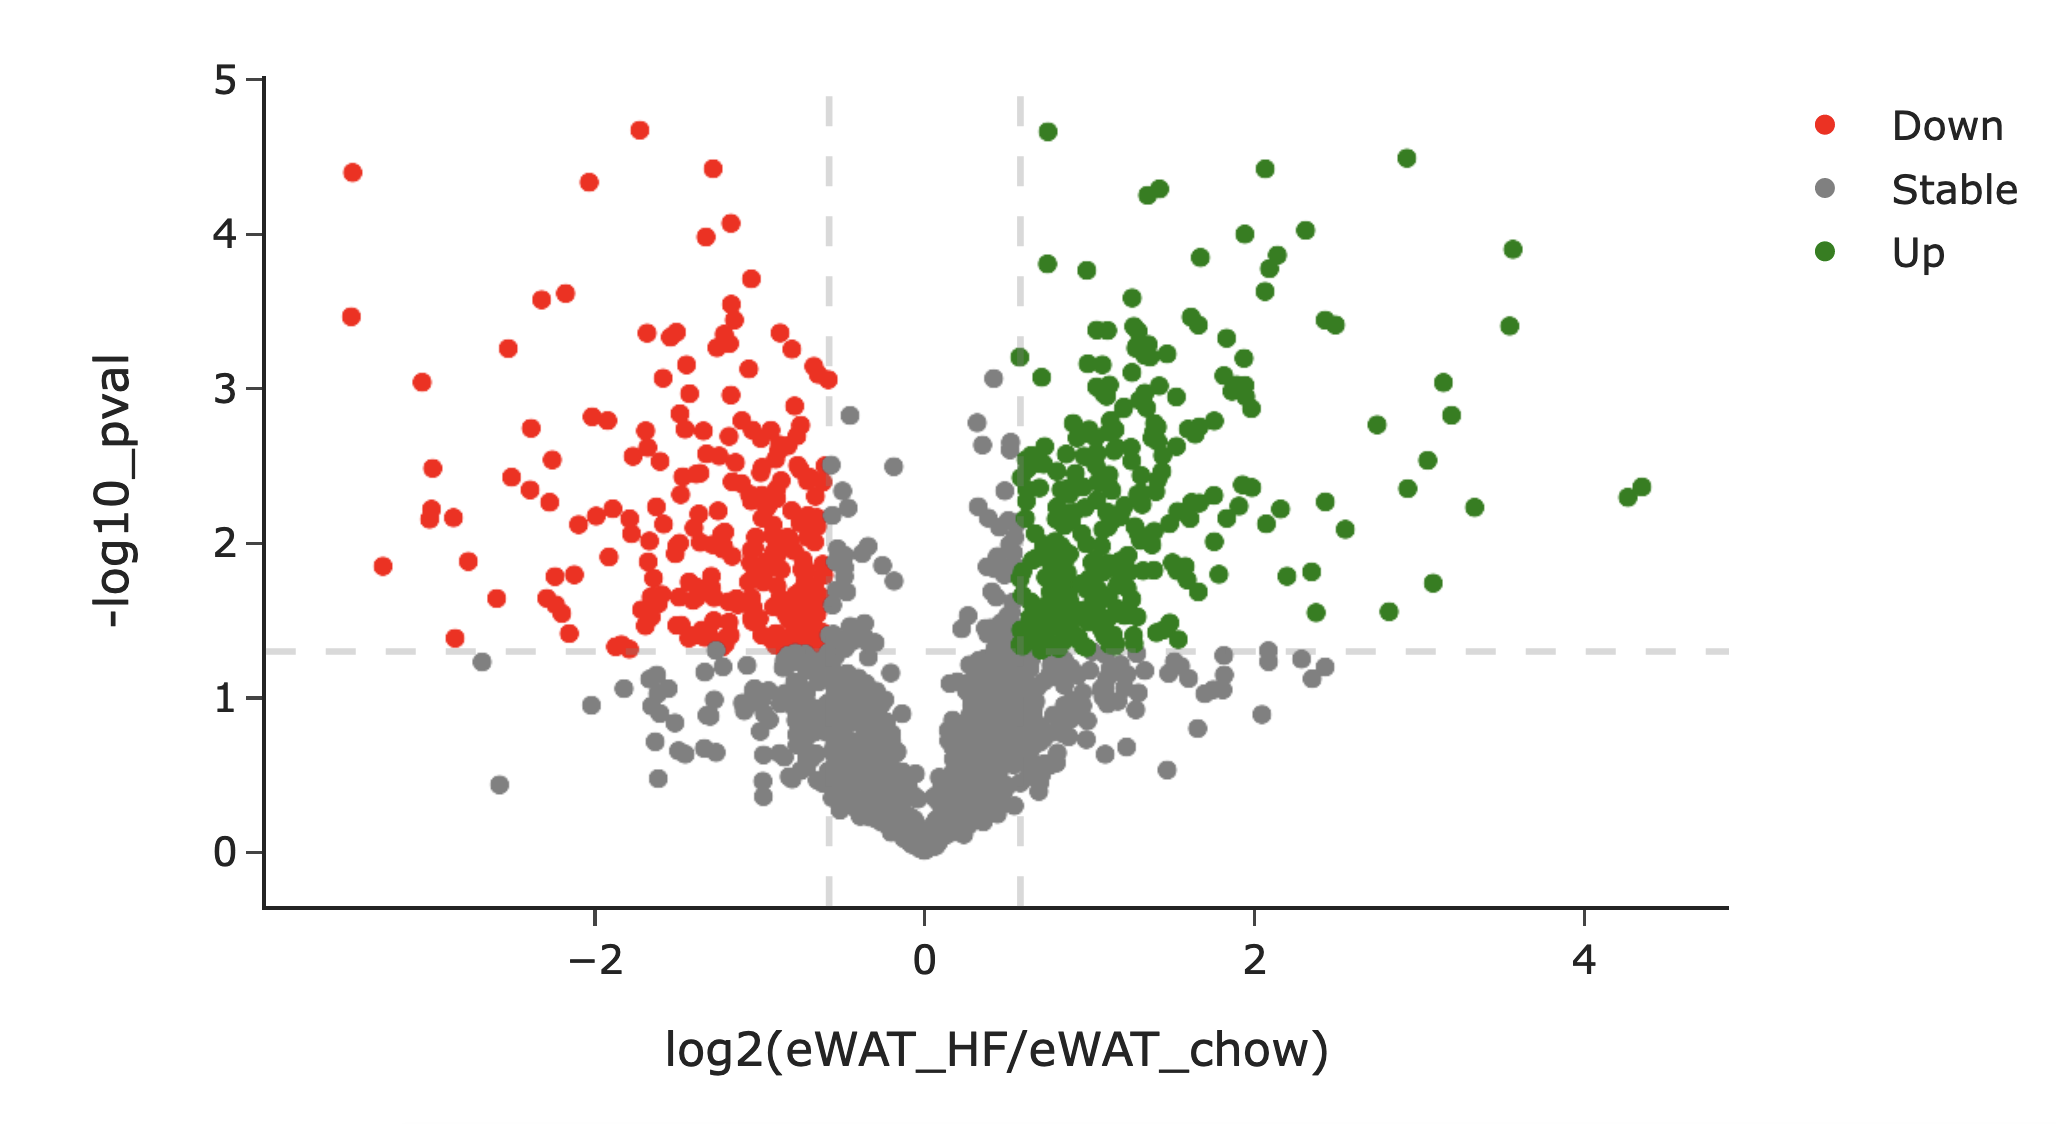 5
4
3
2
1
0
-log10_pval
−2
0
2
4
log2(eWAT_HF/eWAT_chow)
Down
Stable
Up